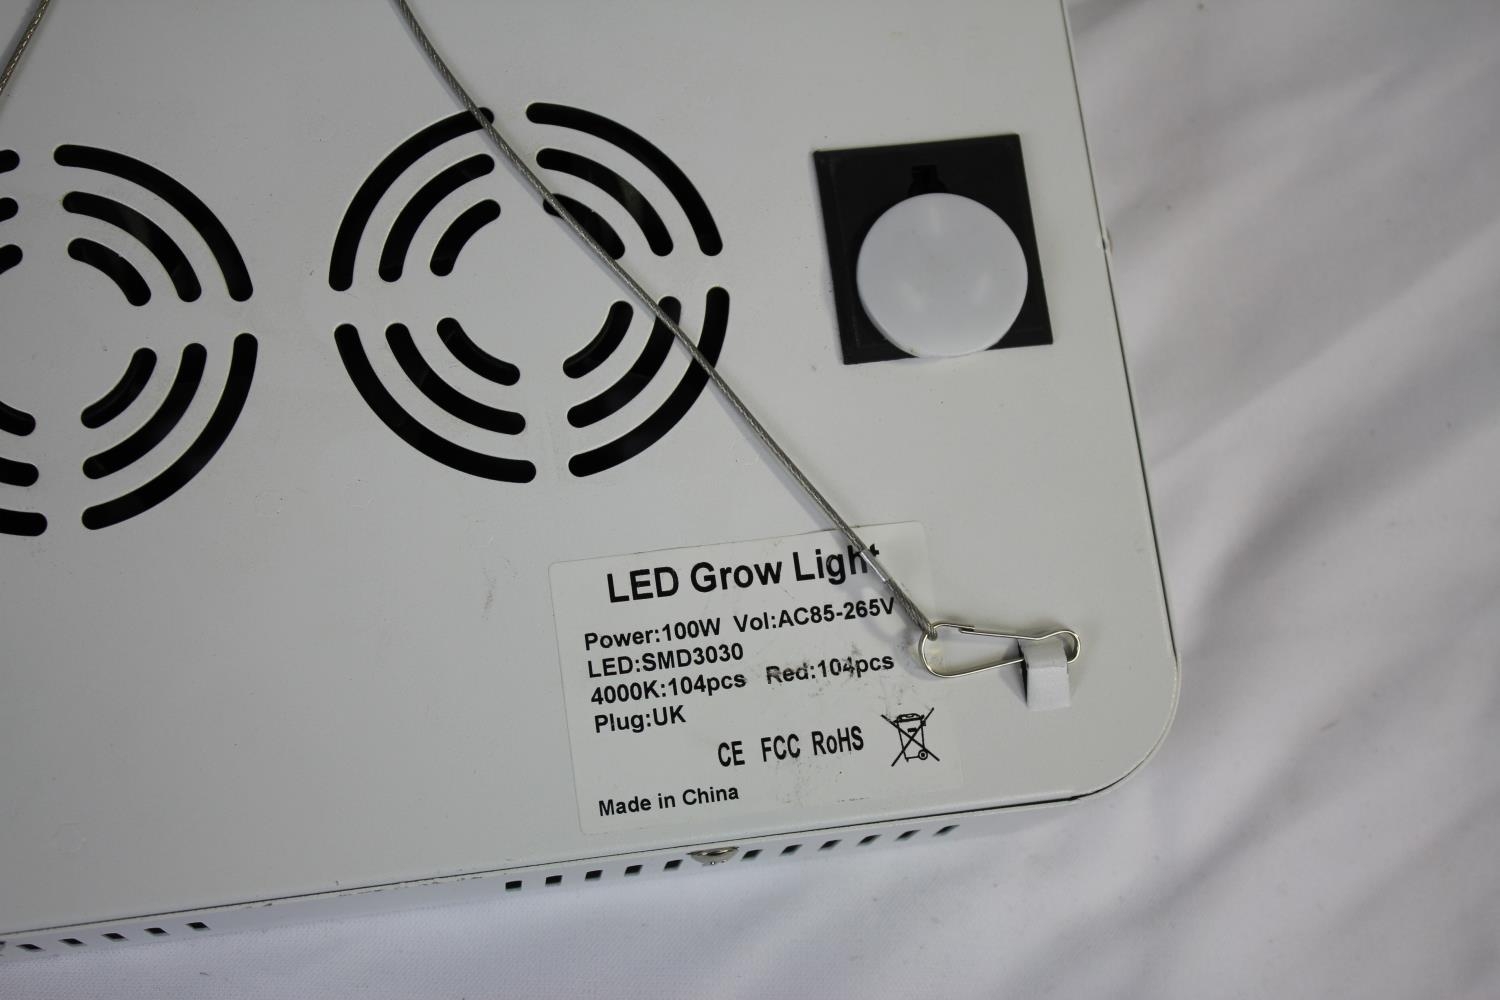 LED Grow Light
Power:100W Vol:AC85-265V
LED:SMD3030
4000K:104pcs Red:104pcs
Plug:UK
CE FCC RoHS
Made in China